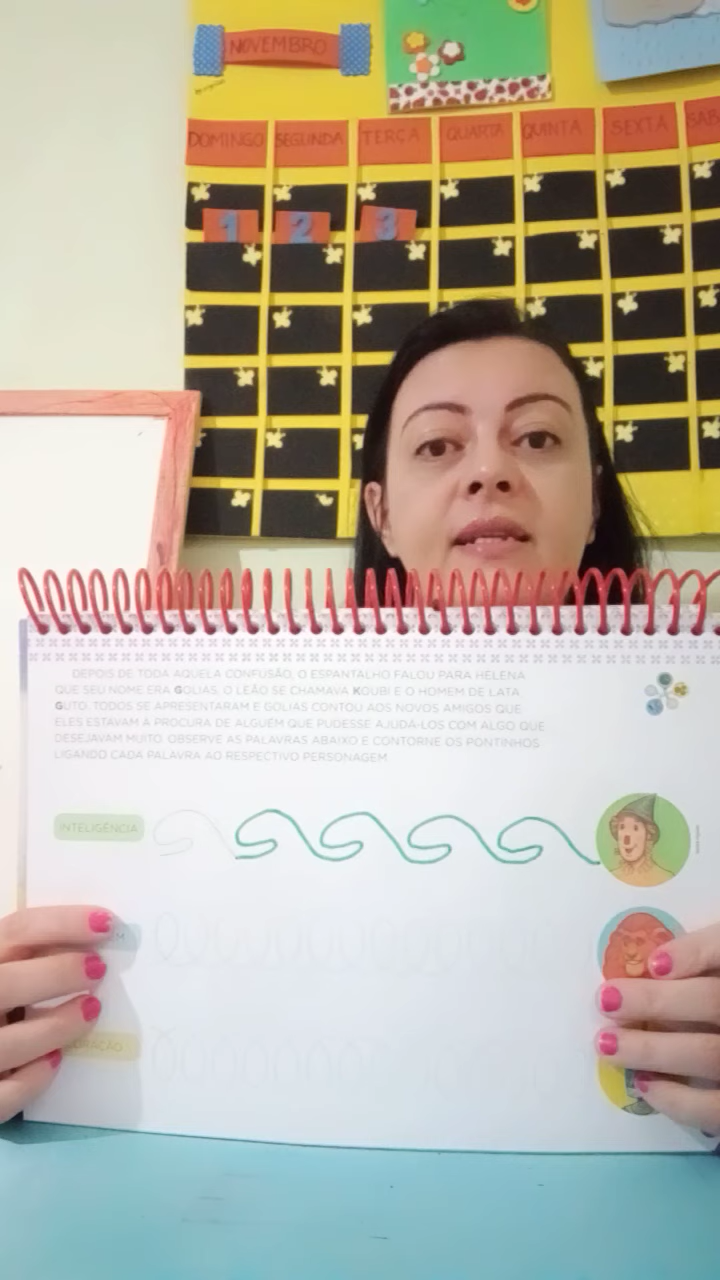 NOVEMBRO
DOMINGO SEGUNDA TERÇA QUARTA QUINTA SEXTA SÁB
1 2 3
DEPOIS DE TODA AQUELA CONFUSÃO, O ESPANTALHO FALOU PARA HELENA
QUE SEU NOME ERA GOLIAS, O LEÃO SE CHAMAVA KOUBI E O HOMEM DE LATA
GUTO. TODOS SE APRESENTARAM E GOLIAS CONTOU AOS NOVOS AMIGOS QUE
ELES ESTAVAM À PROCURA DE ALGUÉM QUE PUDESSE AJUDÁ-LOS COM ALGO QUE
DESEJAVAM MUITO. OBSERVE AS PALAVRAS ABAIXO E CONTORNE OS PONTINHOS
LIGANDO CADA PALAVRA AO RESPECTIVO PERSONAGEM.
INTELIGÊNCIA
ORAÇÃO